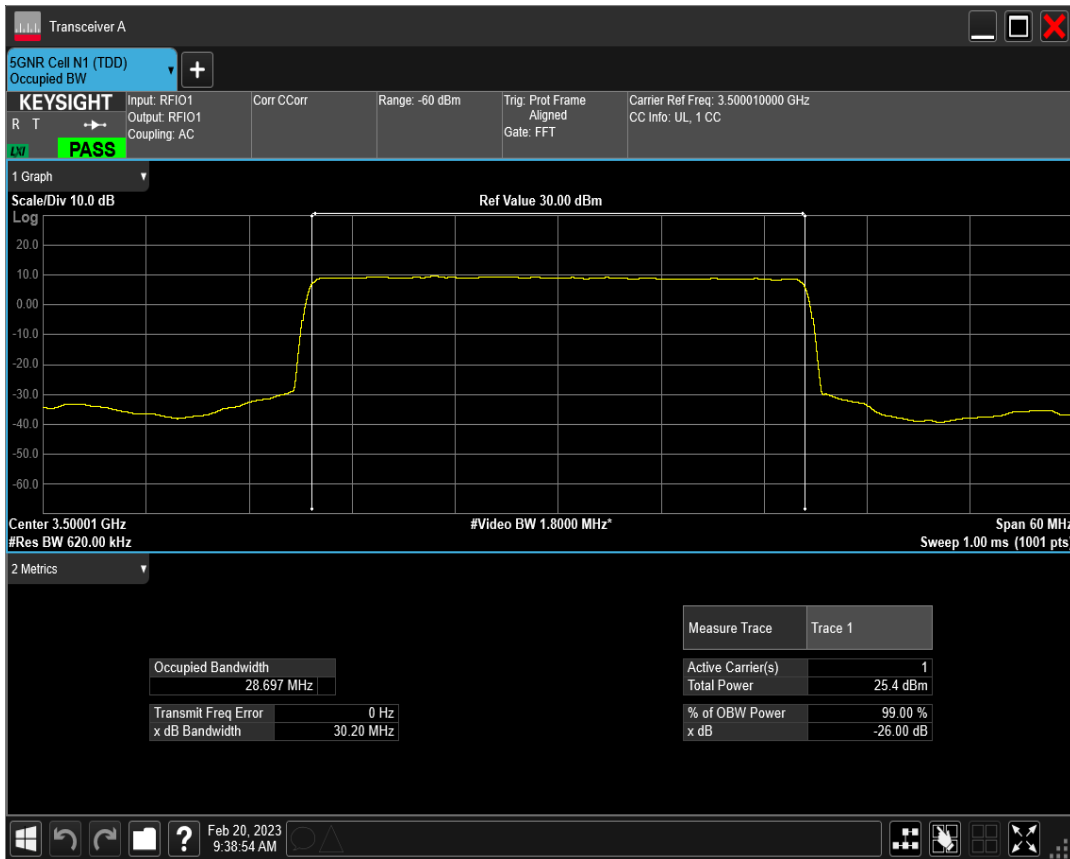 Transceiver A
5GNR Cell N1 (TDD)
Occupied BW
+
KEYSIGHT
R T
LXI
PASS
Input: RFIO1
Output: RFIO1
Coupling: AC
Corr CCorr
Range: -60 dBm
Trig: Prot Frame
Aligned
Gate: FFT
Carrier Ref Freq: 3.500010000 GHz
CC Info: UL, 1 CC
1 Graph
Scale/Div 10.0 dB
Ref Value 30.00 dBm
Log
20.0
10.0
0.00
-10.0
-20.0
-30.0
-40.0
-50.0
-60.0
Center 3.50001 GHz
#Video BW 1.8000 MHz*
Span 60 MHz
#Res BW 620.00 kHz
Sweep 1.00 ms (1001 pts)
2 Metrics
Measure Trace Trace 1
Occupied Bandwidth
28.697 MHz
Active Carrier(s) 1
Total Power 25.4 dBm
Transmit Freq Error 0 Hz
x dB Bandwidth 30.20 MHz
% of OBW Power 99.00 %
x dB -26.00 dB
?
Feb 20, 2023
9:38:54 AM